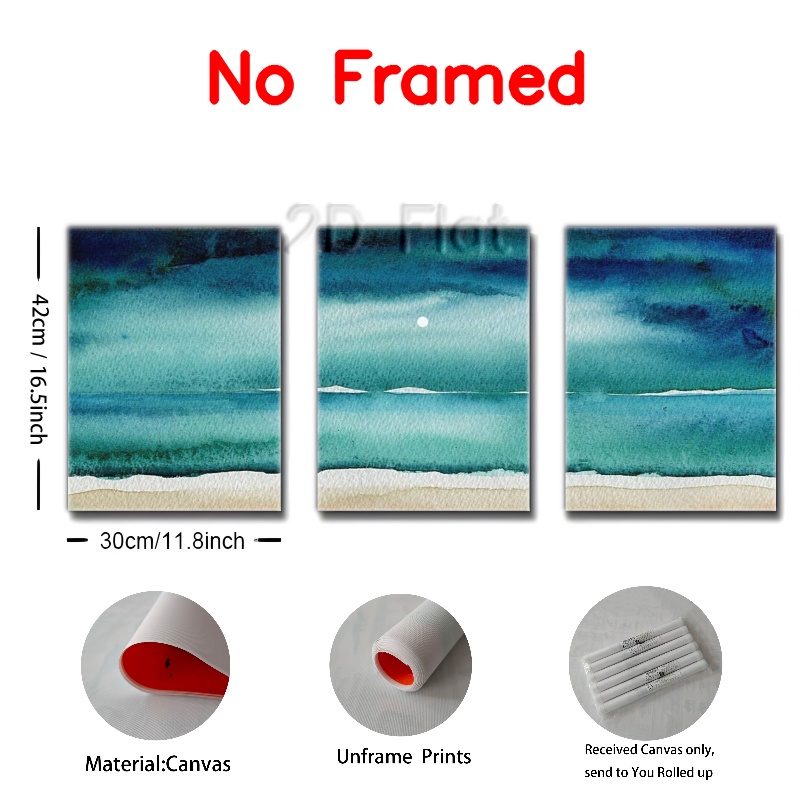 No Framed
2D Flat
42cm / 16.5inch
30cm/11.8inch
Material:Canvas
Unframe Prints
Received Canvas only,
send to You Rolled up